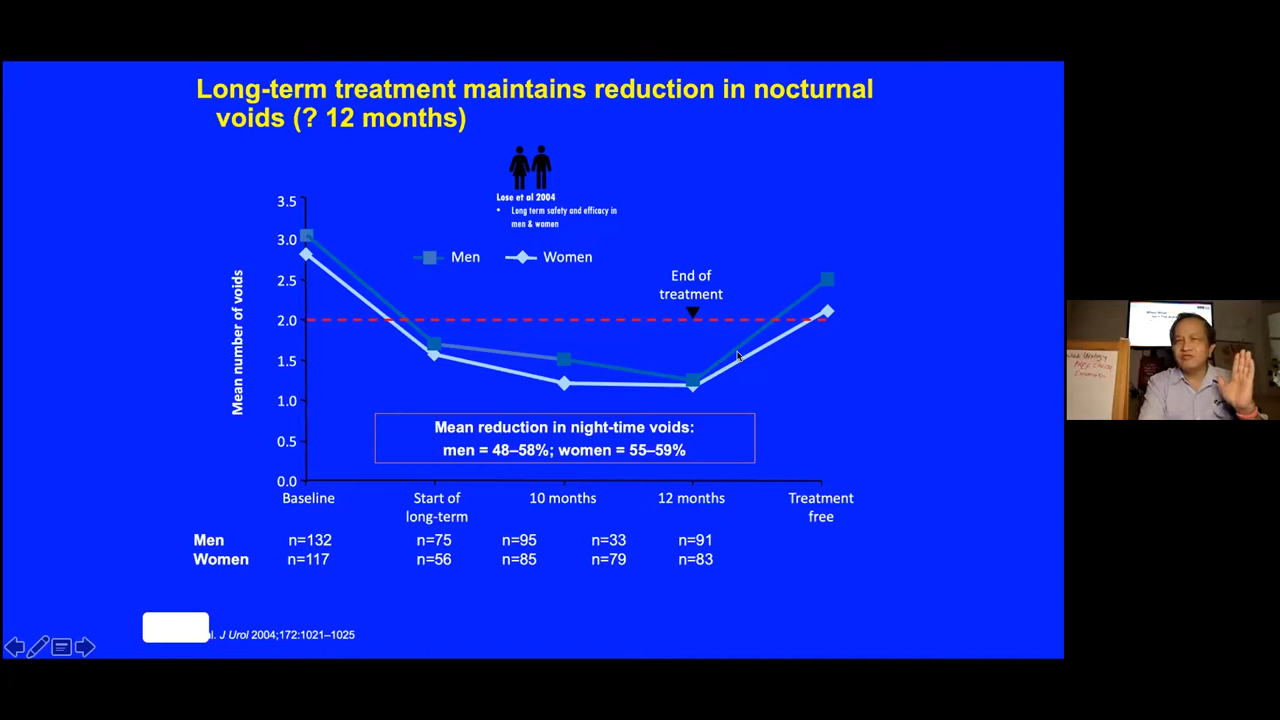 Long-term treatment maintains reduction in nocturnal
voids (? 12 months)
Lose et al 2004
• Long term safety and efficacy in
men & women
Men
Women
End of
treatment
Mean number of voids
3.5
3.0
2.5
2.0
1.5
1.0
0.5
0.0
Mean reduction in night-time voids:
men = 48–58%; women = 55–59%
Baseline
Start of
long-term
10 months
12 months
Treatment
free
Men n=132 n=75 n=95 n=33 n=91
Women n=117 n=56 n=85 n=79 n=83
l. J Urol 2004;172:1021–1025